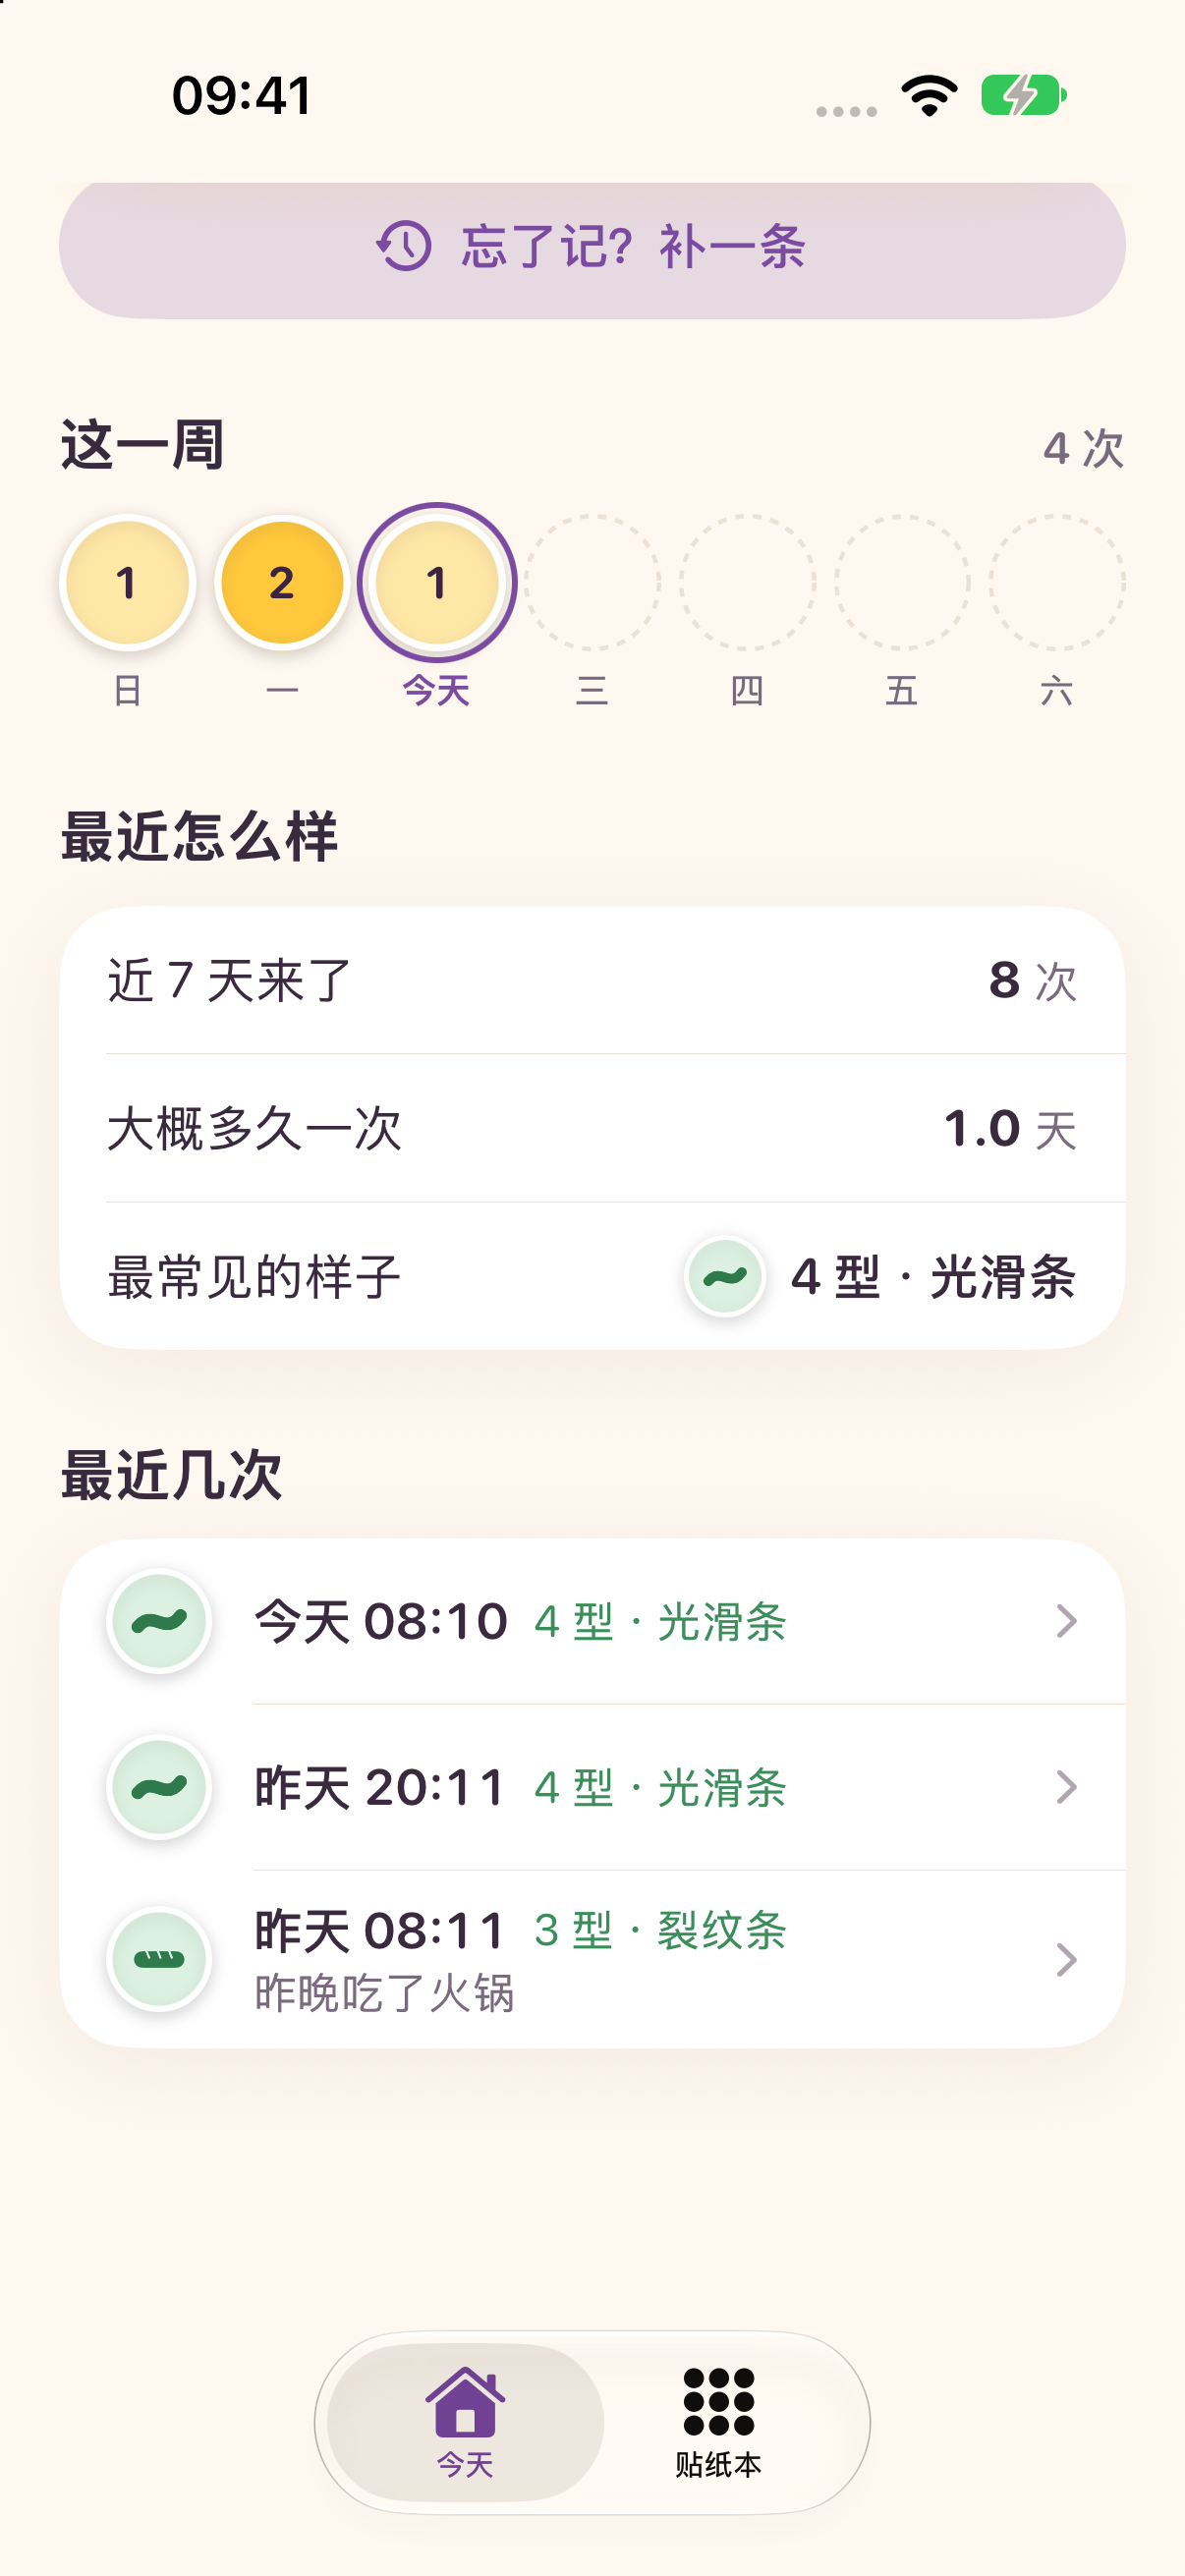 09:41
忘了记？补一条
这一周
4 次
1
2
1
日
一
今天
三
四
五
六
最近怎么样
近 7 天来了
8 次
大概多久一次
1.0 天
最常见的样子
4 型 · 光滑条
最近几次
今天 08:10 4 型 · 光滑条
昨天 20:11 4 型 · 光滑条
昨天 08:11 3 型 · 裂纹条
昨晚吃了火锅
今天
贴纸本